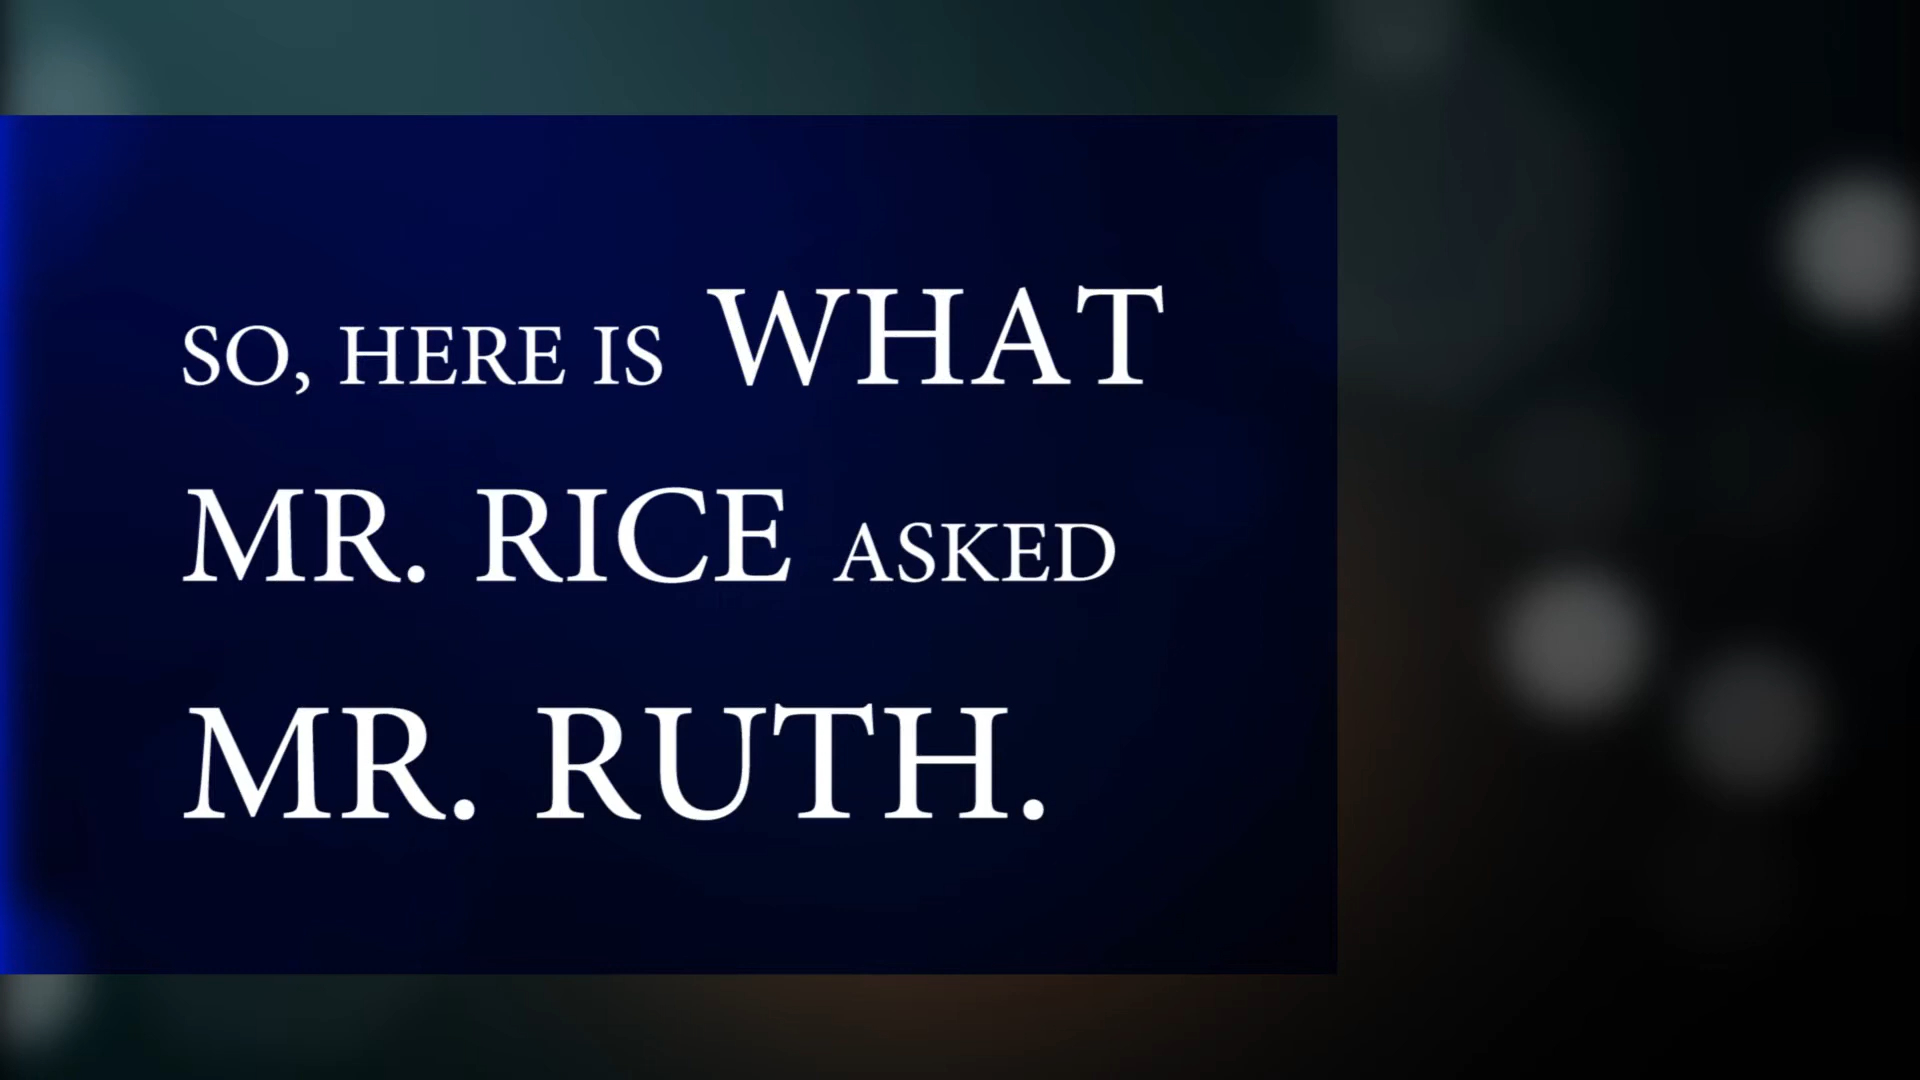 SO, HERE IS WHAT
MR. RICE ASKED
MR. RUTH.